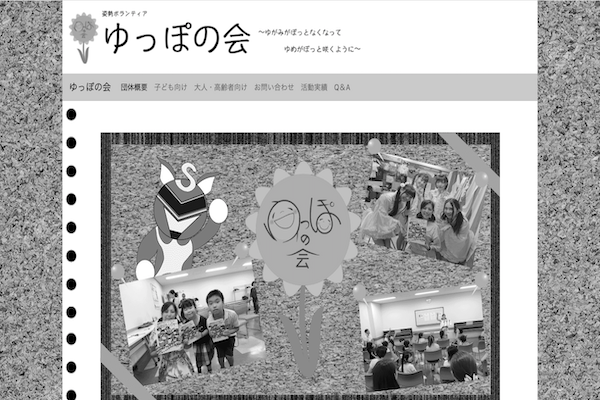 姿勢ボランティア
ゆっぽの会
〜ゆがみがぽっとなくなって
ゆめがぽっと咲くように〜
ゆっぽの会 団体概要 子ども向け 大人・高齢者向け お問い合わせ 活動実績 Q&A
S
ゆっぽ
の
会